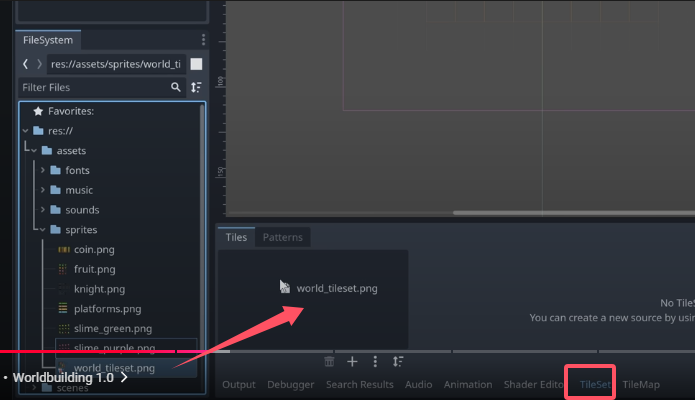 FileSystem
res://assets/sprites/world_ti
Filter Files
Favorites:
res://
assets
fonts
music
sounds
sprites
coin.png
fruit.png
knight.png
platforms.png
slime_green.png
slime_purple.png
world_tileset.png
scenes
Worldbuilding 1.0
100
150
Tiles Patterns
world_tileset.png
No TileS
You can create a new source by usin
Output Debugger Search Results Audio Animation Shader Editor TileSet TileMap